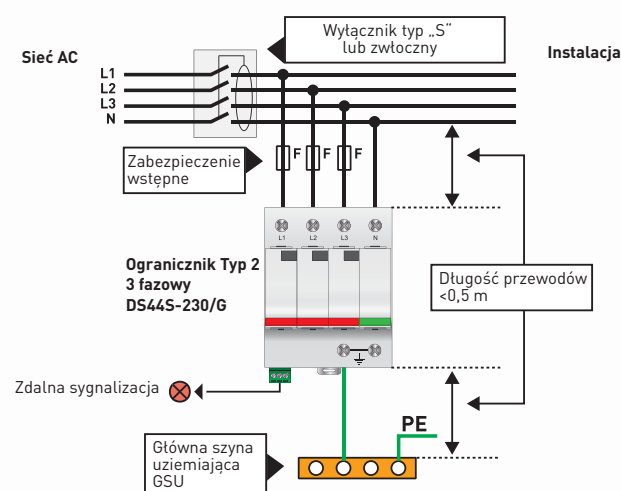 Wyłącznik typ „S“
lub zwłoczny
Sieć AC
Instalacja
L1
L2
L3
N
F
F
F
Zabezpieczenie
wstępne
L1
L2
L3
N
Ogranicznik Typ 2
3 fazowy
DS44S-230/G
Długość przewodów
<0,5 m
Zdalna sygnalizacja
PE
Główna szyna
uziemiająca
GSU